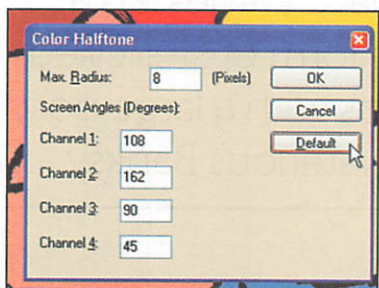 Color Halftone
Max. Radius: 8 (Pixels) OK
Screen Angles (Degrees): Cancel
Channel 1: 108 Default
Channel 2: 162
Channel 3: 90
Channel 4: 45